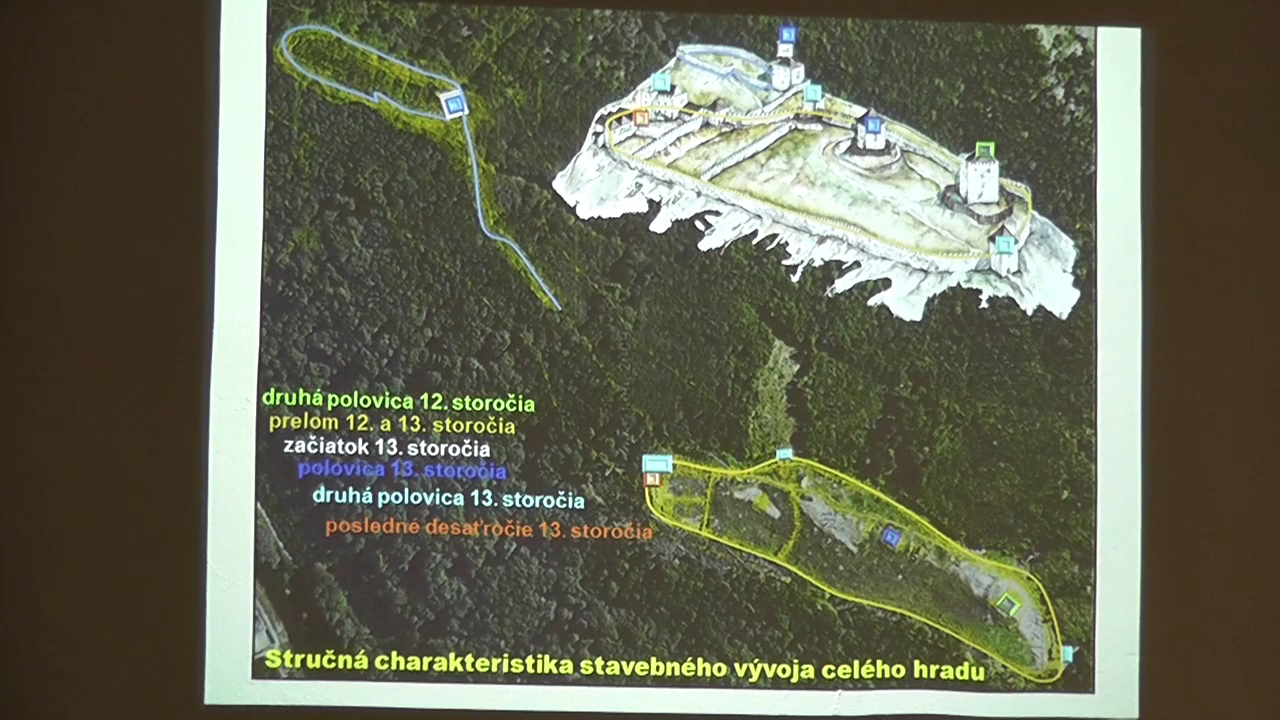 druhá polovica 12. storočia
prelom 12. a 13. storočia
začiatok 13. storočia
polovica 13. storočia
druhá polovica 13. storočia
posledné desaťročie 13. storočia
Stručná charakteristika stavebného vývoja celého hradu